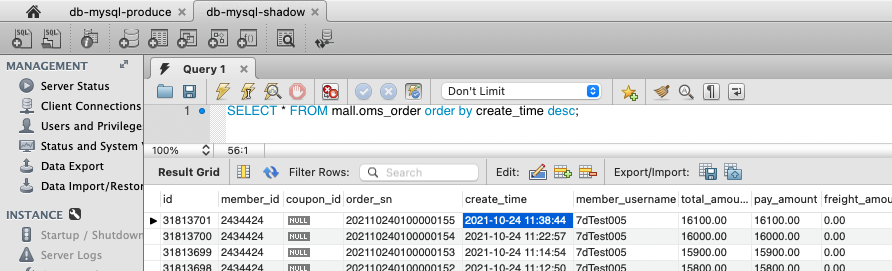 db-mysql-produce × db-mysql-shadow ×
MANAGEMENT
Server Status
Client Connections
Users and Privilege
Status and System
Data Export
Data Import/Restor
INSTANCE
Startup / Shutdown
Server Logs
Query 1 ×
Don't Limit
1 SELECT * FROM mall.oms_order order by create_time desc;
100% 56:1
Result Grid Filter Rows: Search Edit: Export/Import:
id member_id coupon_id order_sn create_time member_username total_amou... pay_amount freight_amou
31813701 2434424 NULL 202110240100000155 2021-10-24 11:38:44 7dTest005 16100.00 16100.00 0.00
31813700 2434424 NULL 202110240100000154 2021-10-24 11:22:57 7dTest005 16000.00 16000.00 0.00
31813699 2434424 NULL 202110240100000153 2021-10-24 11:14:54 7dTest005 15900.00 15900.00 0.00
31813698 2434424 NULL 202110240100000152 2021-10-24 11:12:50 7dTest005 15800.00 15800.00 0.00